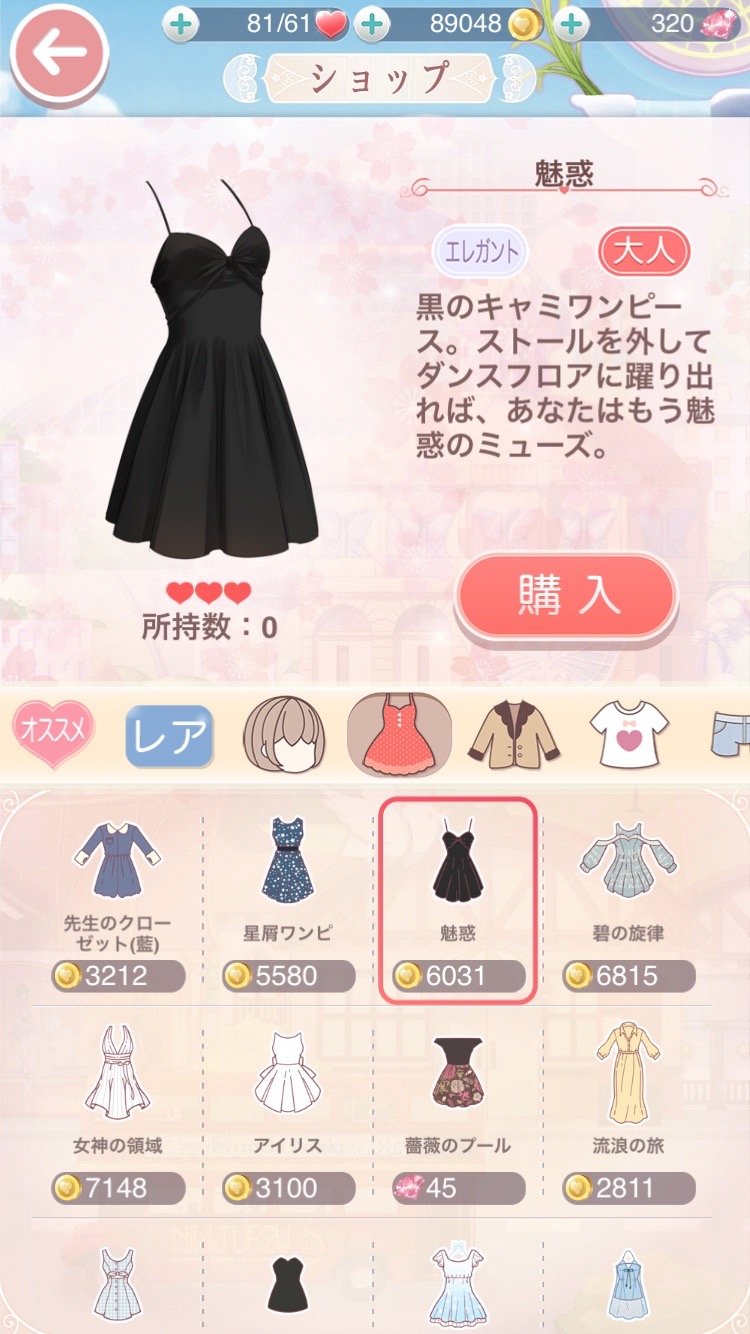 81/61
89048
320
ショップ
魅惑
エレガント
大人
黒のキャミワンピー
ス。ストールを外して
ダンスフロアに躍り出
れば、あなたはもう魅
惑のミューズ。
購入
所持数：0
オススメ
レア
先生のクロー
ゼット(藍)
星屑ワンピ
魅惑
碧の旋律
3212
5580
6031
6815
女神の領域
アイリス
薔薇のプール
流浪の旅
7148
3100
45
2811